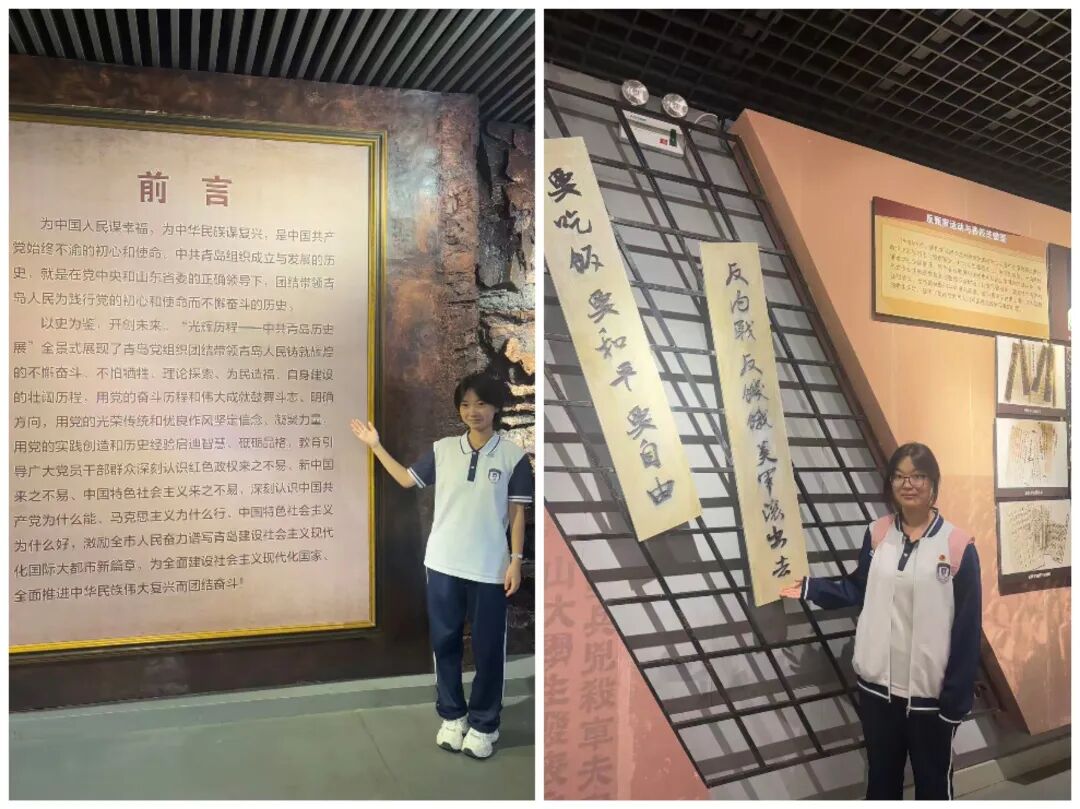 前言
为中国人民谋幸福，为中华民族谋复兴，是中国共产
党始终不渝的初心和使命。中共青岛组织成立与发展的历
史，就是在党中央和山东省委的正确领导下，团结带领青
岛人民为践行党的初心和使命而不懈奋斗的历史。
以史为鉴，开创未来。“光辉历程——中共青岛历史
展”全景式展现了青岛党组织团结带领青岛人民铸就辉煌
的不懈奋斗、不怕牺牲、理论探索、为民造福、自身建设
的壮阔历程，用党的奋斗历程和伟大成就鼓舞斗志、明确
方向，用党的光荣传统和优良作风坚定信念、凝聚力量，
用党的实践创造和历史经验启迪智慧、砥砺品格，教育引
导广大党员干部群众深刻认识红色政权来之不易、新中国
来之不易、中国特色社会主义来之不易，深刻认识中国共
产党为什么能、马克思主义为什么行、中国特色社会主义
为什么好，激励全市人民奋力谱写青岛建设社会主义现代
化国际大都市新篇章，为全面建设社会主义现代化国家、
全面推进中华民族伟大复兴而团结奋斗！
要吃饭要和平要自由
反内戰反饑餓美軍滚出去
山大學生發
兵兇殺車夫